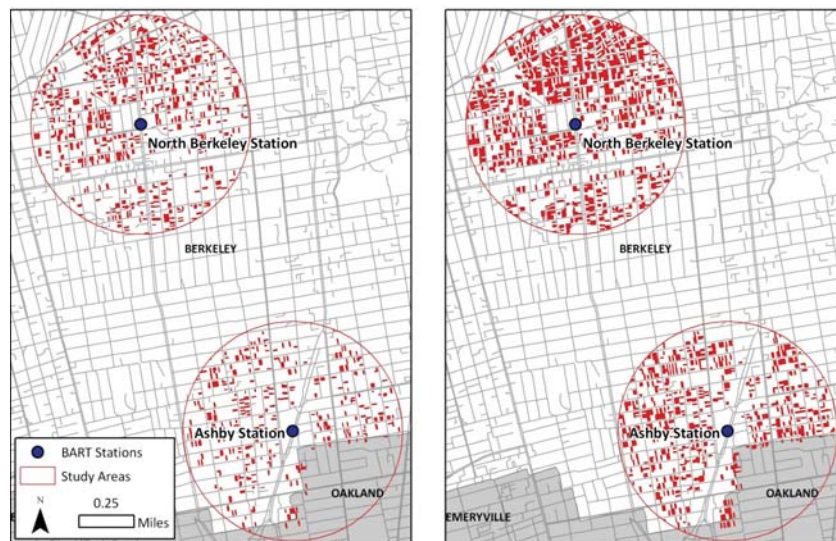 North Berkeley Station
BERKELEY
Ashby Station
BART Stations
Study Areas
N
0.25
Miles
OAKLAND
North Berkeley Station
BERKELEY
Ashby Station
OAKLAND
EMERYVILLE